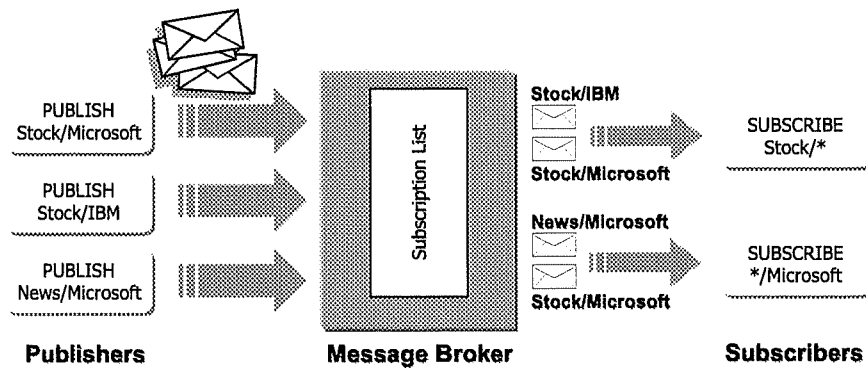 PUBLISH
Stock/Microsoft
PUBLISH
Stock/IBM
PUBLISH
News/Microsoft
Publishers
Subscription List
Message Broker
Stock/IBM
Stock/Microsoft
News/Microsoft
Stock/Microsoft
SUBSCRIBE
Stock/*
SUBSCRIBE
*/Microsoft
Subscribers